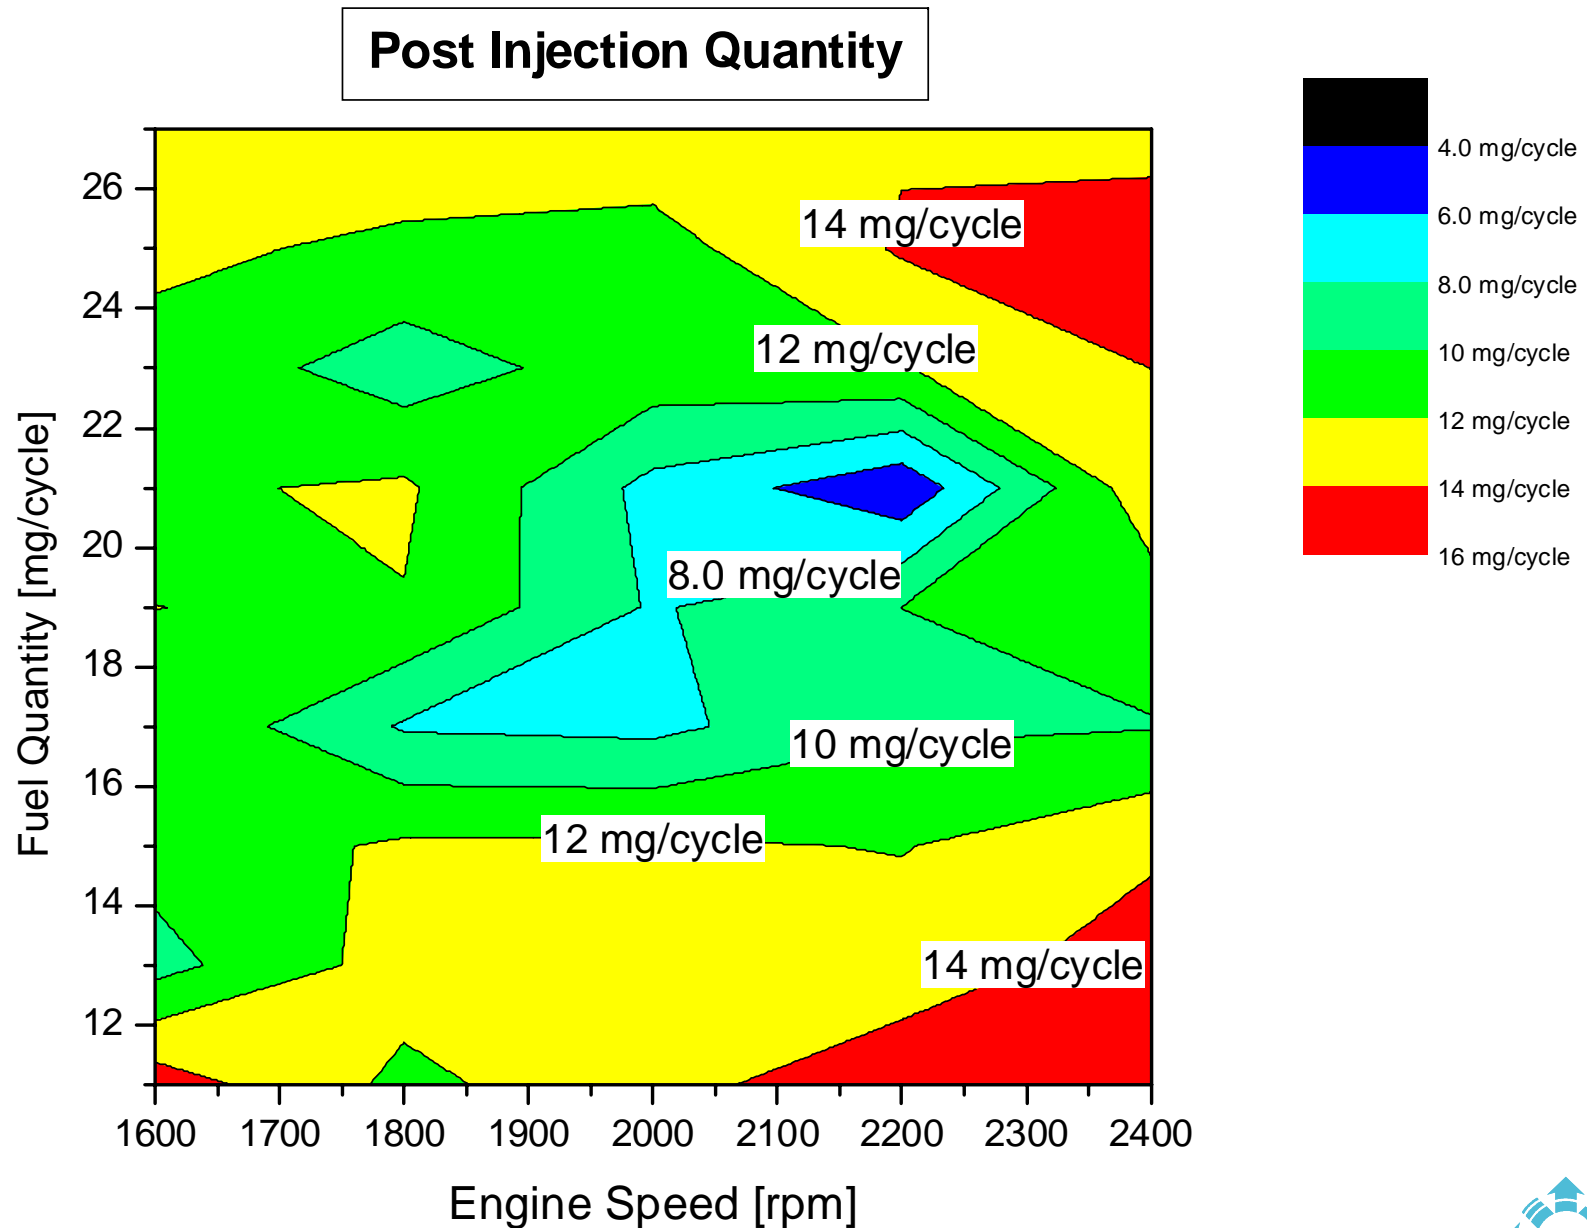 Post Injection Quantity
4.0 mg/cycle
6.0 mg/cycle
8.0 mg/cycle
10 mg/cycle
12 mg/cycle
14 mg/cycle
16 mg/cycle
Fuel Quantity [mg/cycle]
26
24
22
20
18
16
14
12
14 mg/cycle
12 mg/cycle
8.0 mg/cycle
10 mg/cycle
12 mg/cycle
14 mg/cycle
1600 1700 1800 1900 2000 2100 2200 2300 2400
Engine Speed [rpm]